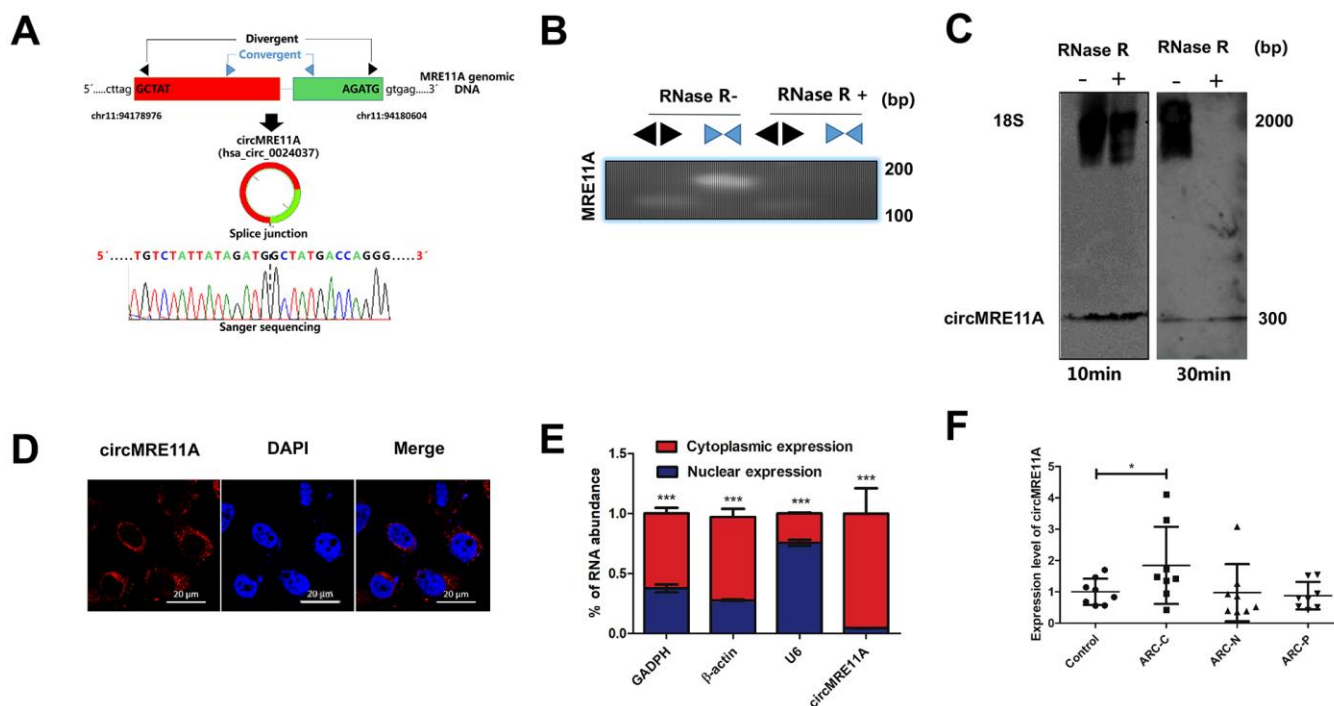 A
Divergent
Convergent
5´.....cttag GCTAT AGATG gtgag....3´ MRE11A genomic
DNA
chr11:94178976 chr11:94180604
circMRE11A
(hsa_circ_0024037)
Splice junction
5´.....TGTCTATTATAGATGGCTATGACCAGGG.....3´
Sanger sequencing
B
RNase R- RNase R + (bp)
MRE11A
200
100
C
RNase R RNase R (bp)
- + - +
18S 2000
circMRE11A 300
10min 30min
D
circMRE11A DAPI Merge
20 μm 20 μm 20 μm
E
Cytoplasmic expression
Nuclear expression
% of RNA abundance
1.5
1.0
0.5
0.0
*** *** *** ***
GADPH β-actin U6 circMRE11A
F
Expression level of circMRE11A
5
4
3
2
1
0
*
Control ARC-C ARC-N ARC-P